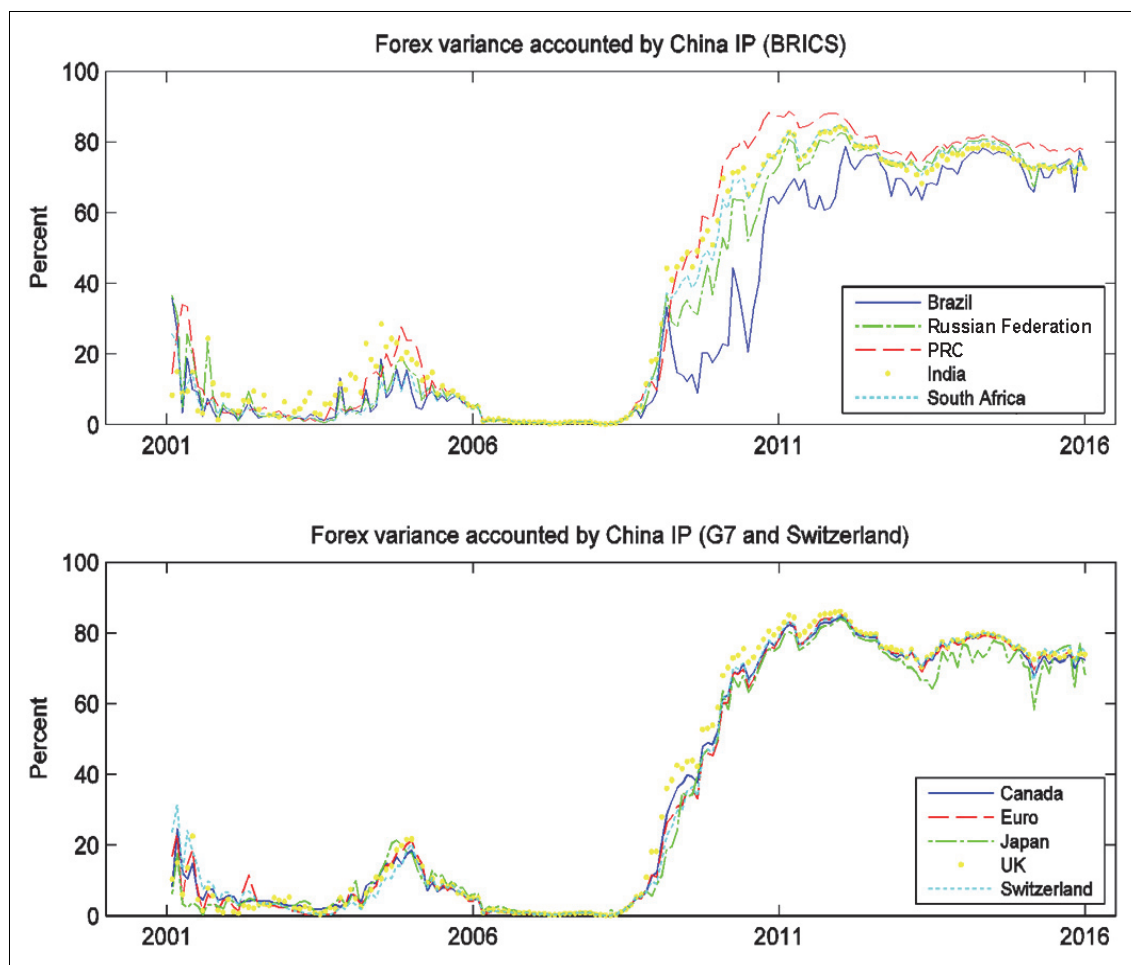 Forex variance accounted by China IP (BRICS)
100
80
60
40
20
0
Percent
2001
2006
2011
2016
Brazil
Russian Federation
PRC
India
South Africa
Forex variance accounted by China IP (G7 and Switzerland)
100
80
60
40
20
0
Percent
2001
2006
2011
2016
Canada
Euro
Japan
UK
Switzerland